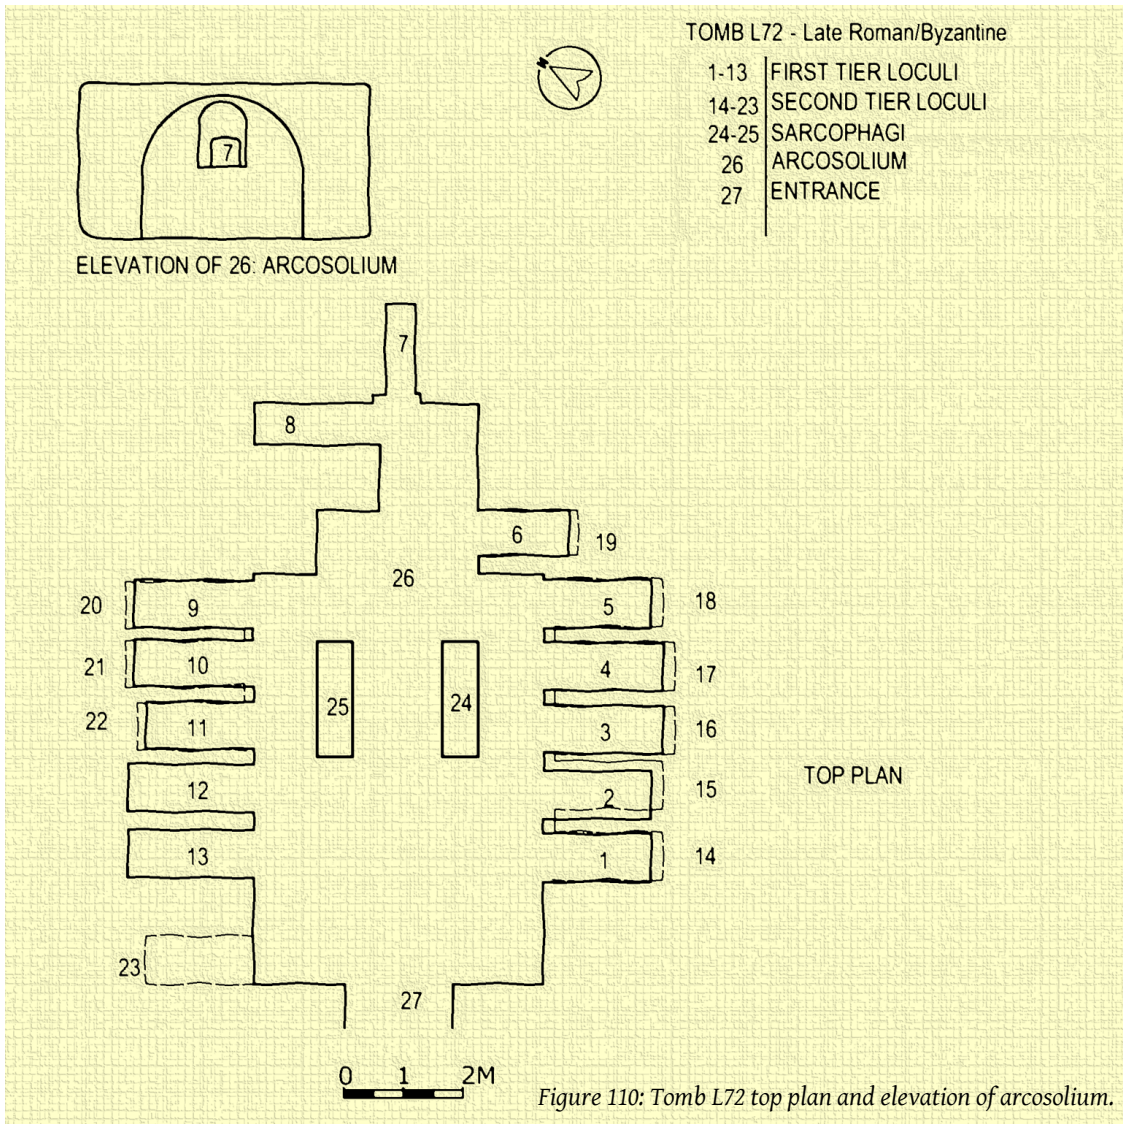 TOMB L72 - Late Roman/Byzantine
1-13 FIRST TIER LOCULI
14-23 SECOND TIER LOCULI
24-25 SARCOPHAGI
26 ARCOSOLIUM
27 ENTRANCE
N
7
ELEVATION OF 26: ARCOSOLIUM
7
8
6
19
26
20
9
5
18
21
10
4
17
25
24
22
11
3
16
TOP PLAN
12
2
15
13
1
14
23
27
0 1 2M
Figure 110: Tomb L72 top plan and elevation of arcosolium.